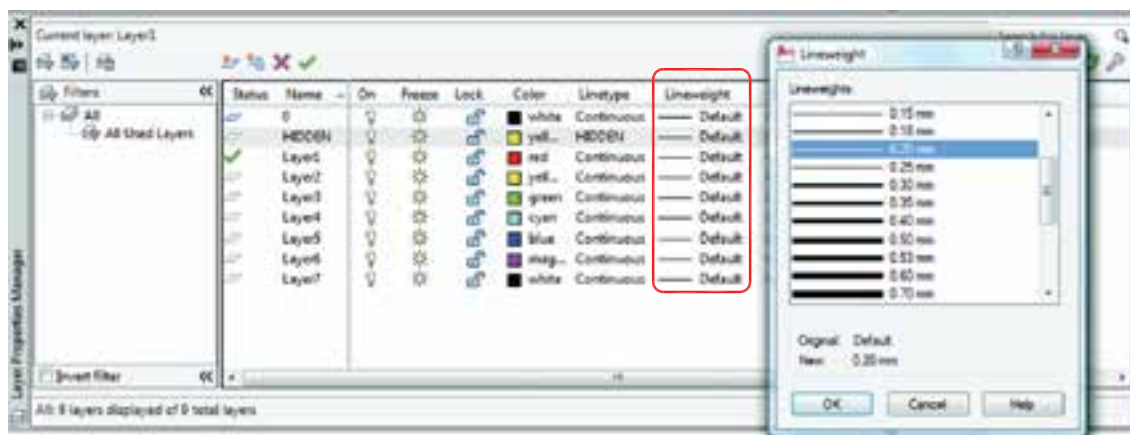 Current layer: Layer1
Filters
All
All Used Layers
Invert filter
Status Name On Freeze Lock Color Linetype Lineweight
0 white Continuous Default
HIDDEN yell... HIDDEN Default
Layer1 red Continuous Default
Layer2 yell... Continuous Default
Layer3 green Continuous Default
Layer4 cyan Continuous Default
Layer5 blue Continuous Default
Layer6 mag... Continuous Default
Layer7 white Continuous Default
All: 9 layers displayed of 9 total layers
Layer Properties Manager
Lineweight
Lineweights:
0.15 mm
0.18 mm
0.20 mm
0.25 mm
0.30 mm
0.35 mm
0.40 mm
0.50 mm
0.53 mm
0.60 mm
0.70 mm
Original: Default
New: 0.20 mm
OK Cancel Help